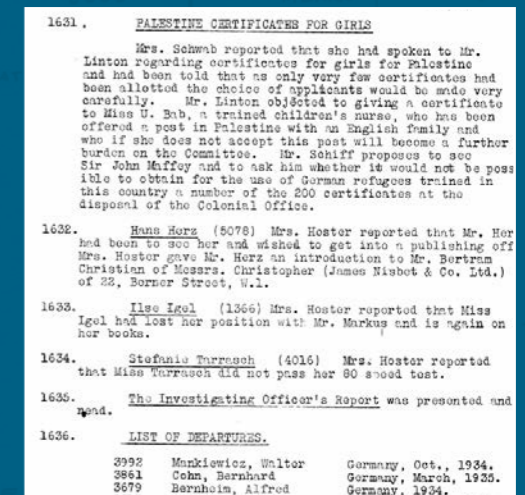 1631. PALESTINE CERTIFICATES FOR GIRLS
Mrs. Schwab reported that she had spoken to Mr.
Linton regarding certificates for girls for Palestine
and had been told that as only very few certificates had
been allotted the choice of applicants would be made very
carefully. Mr. Linton objected to giving a certificate
to Miss U. Bab, a trained children's nurse, who has been
offered a post in Palestine with an English family and
who if she does not accept this post will become a further
burden on the Committee. Mr. Schiff proposes to see
Sir John Maffey and to ask him whether it would not be poss
ible to obtain for the use of German refugees trained in
this country a number of the 200 certificates at the
disposal of the Colonial Office.
1632. Hans Herz (5078) Mrs. Hoster reported that Mr. Her
had been to see her and wished to get into a publishing off
Mrs. Hoster gave Mr. Herz an introduction to Mr. Bertram
Christian of Messrs. Christopher (James Nisbet & Co. Ltd.)
of 22, Berner Street, W.1.
1633. Ilse Igel (1366) Mrs. Hoster reported that Miss
Igel had lost her position with Mr. Markus and is again on
her books.
1634. Stefanie Tarrasch (4016) Mrs. Hoster reported
that Miss Tarrasch did not pass her 80 speed test.
1635. The Investigating Officer's Report was presented and
read.
1636. LIST OF DEPARTURES.
3992 Mankiewicz, Walter Germany, Oct., 1934.
3861 Cohn, Bernhard Germany, March, 1935.
3679 Bernheim, Alfred Germany, 1934.